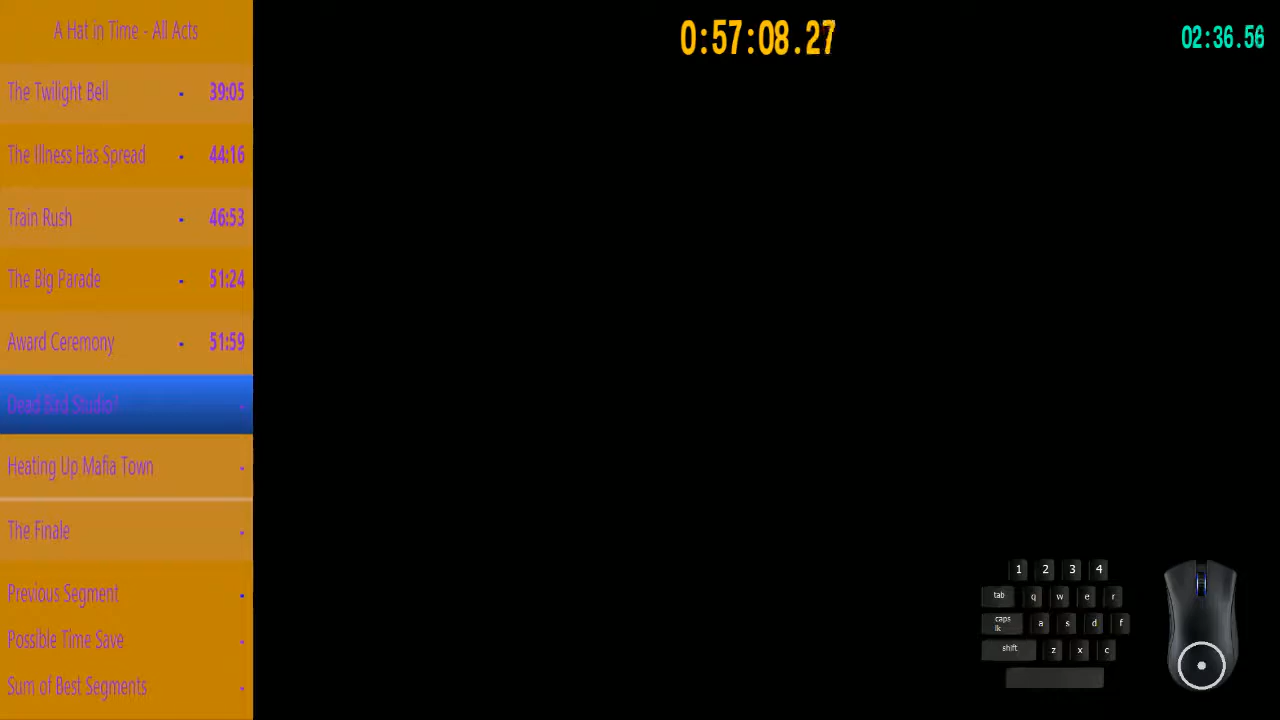 A Hat in Time - All Acts
0:57:08.27
02:36.56
The Twilight Bell - 39:05
The Illness Has Spread - 44:16
Train Rush - 46:53
The Big Parade - 51:24
Award Ceremony - 51:59
Dead Bird Studio? -
Heating Up Mafia Town -
The Finale -
Previous Segment -
Possible Time Save -
Sum of Best Segments -
1 2 3 4
tab q w e r
caps lk a s d f
shift z x c